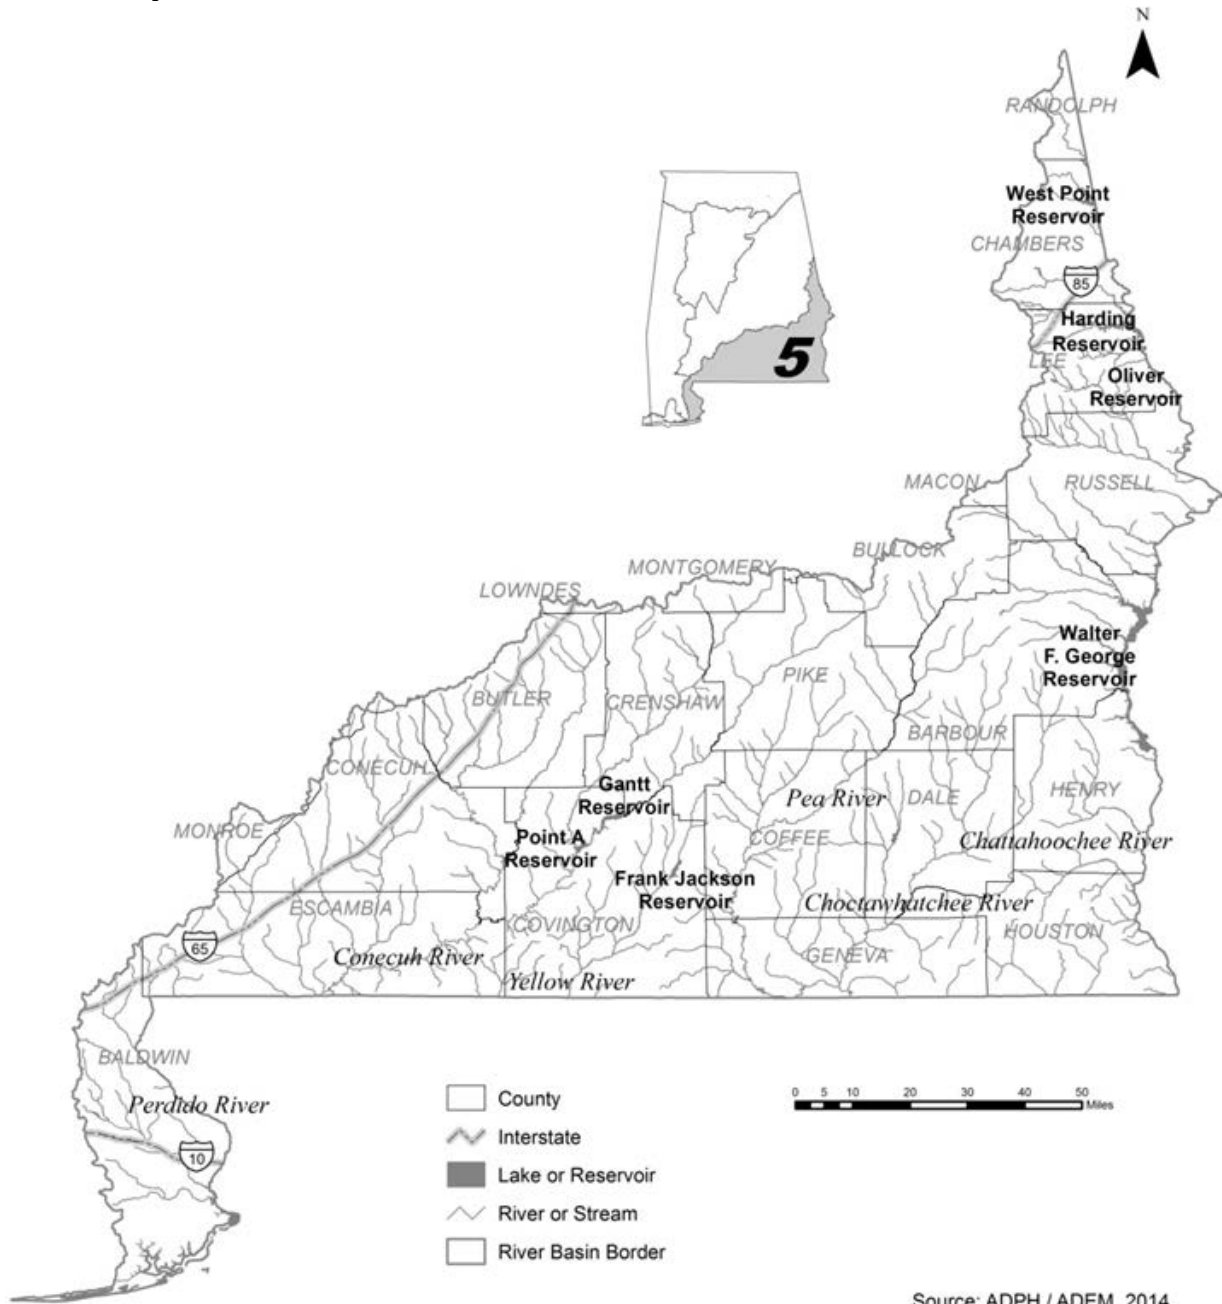 N
RANDOLPH
West Point
Reservoir
CHAMBERS
85
Harding
Reservoir
LEE
Oliver
Reservoir
5
MACON
RUSSELL
BULLOCK
MONTGOMERY
LOWNDES
Walter
F. George
Reservoir
PIKE
BUTLER
CRENSHAW
BARBOUR
CONECUH
Gantt
Reservoir
Pea River
DALE
HENRY
MONROE
Point A
Reservoir
COFFEE
Chattahoochee River
Frank Jackson
Reservoir
Choctawhatchee River
ESCAMBIA
COVINGTON
HOUSTON
65
Conecuh River
GENEVA
Yellow River
BALDWIN
Perdido River
10
County
Interstate
Lake or Reservoir
River or Stream
River Basin Border
0 5 10 20 30 40 50
Miles
Source: ADPH / ADEM, 2014